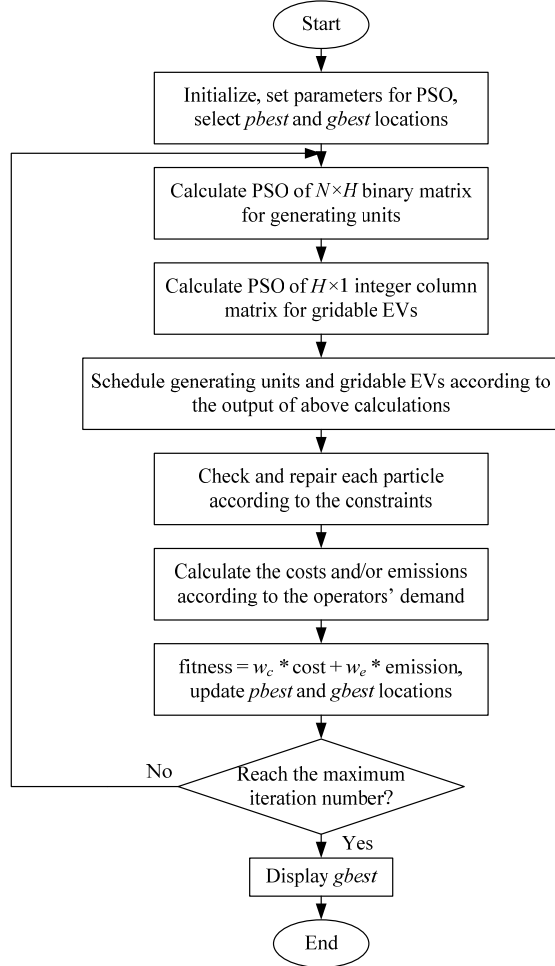 Start
Initialize, set parameters for PSO,
select pbest and gbest locations
Calculate PSO of N×H binary matrix
for generating units
Calculate PSO of H×1 integer column
matrix for gridable EVs
Schedule generating units and gridable EVs according to
the output of above calculations
Check and repair each particle
according to the constraints
Calculate the costs and/or emissions
according to the operators’ demand
fitness = wc * cost + we * emission,
update pbest and gbest locations
No
Reach the maximum
iteration number?
Yes
Display gbest
End